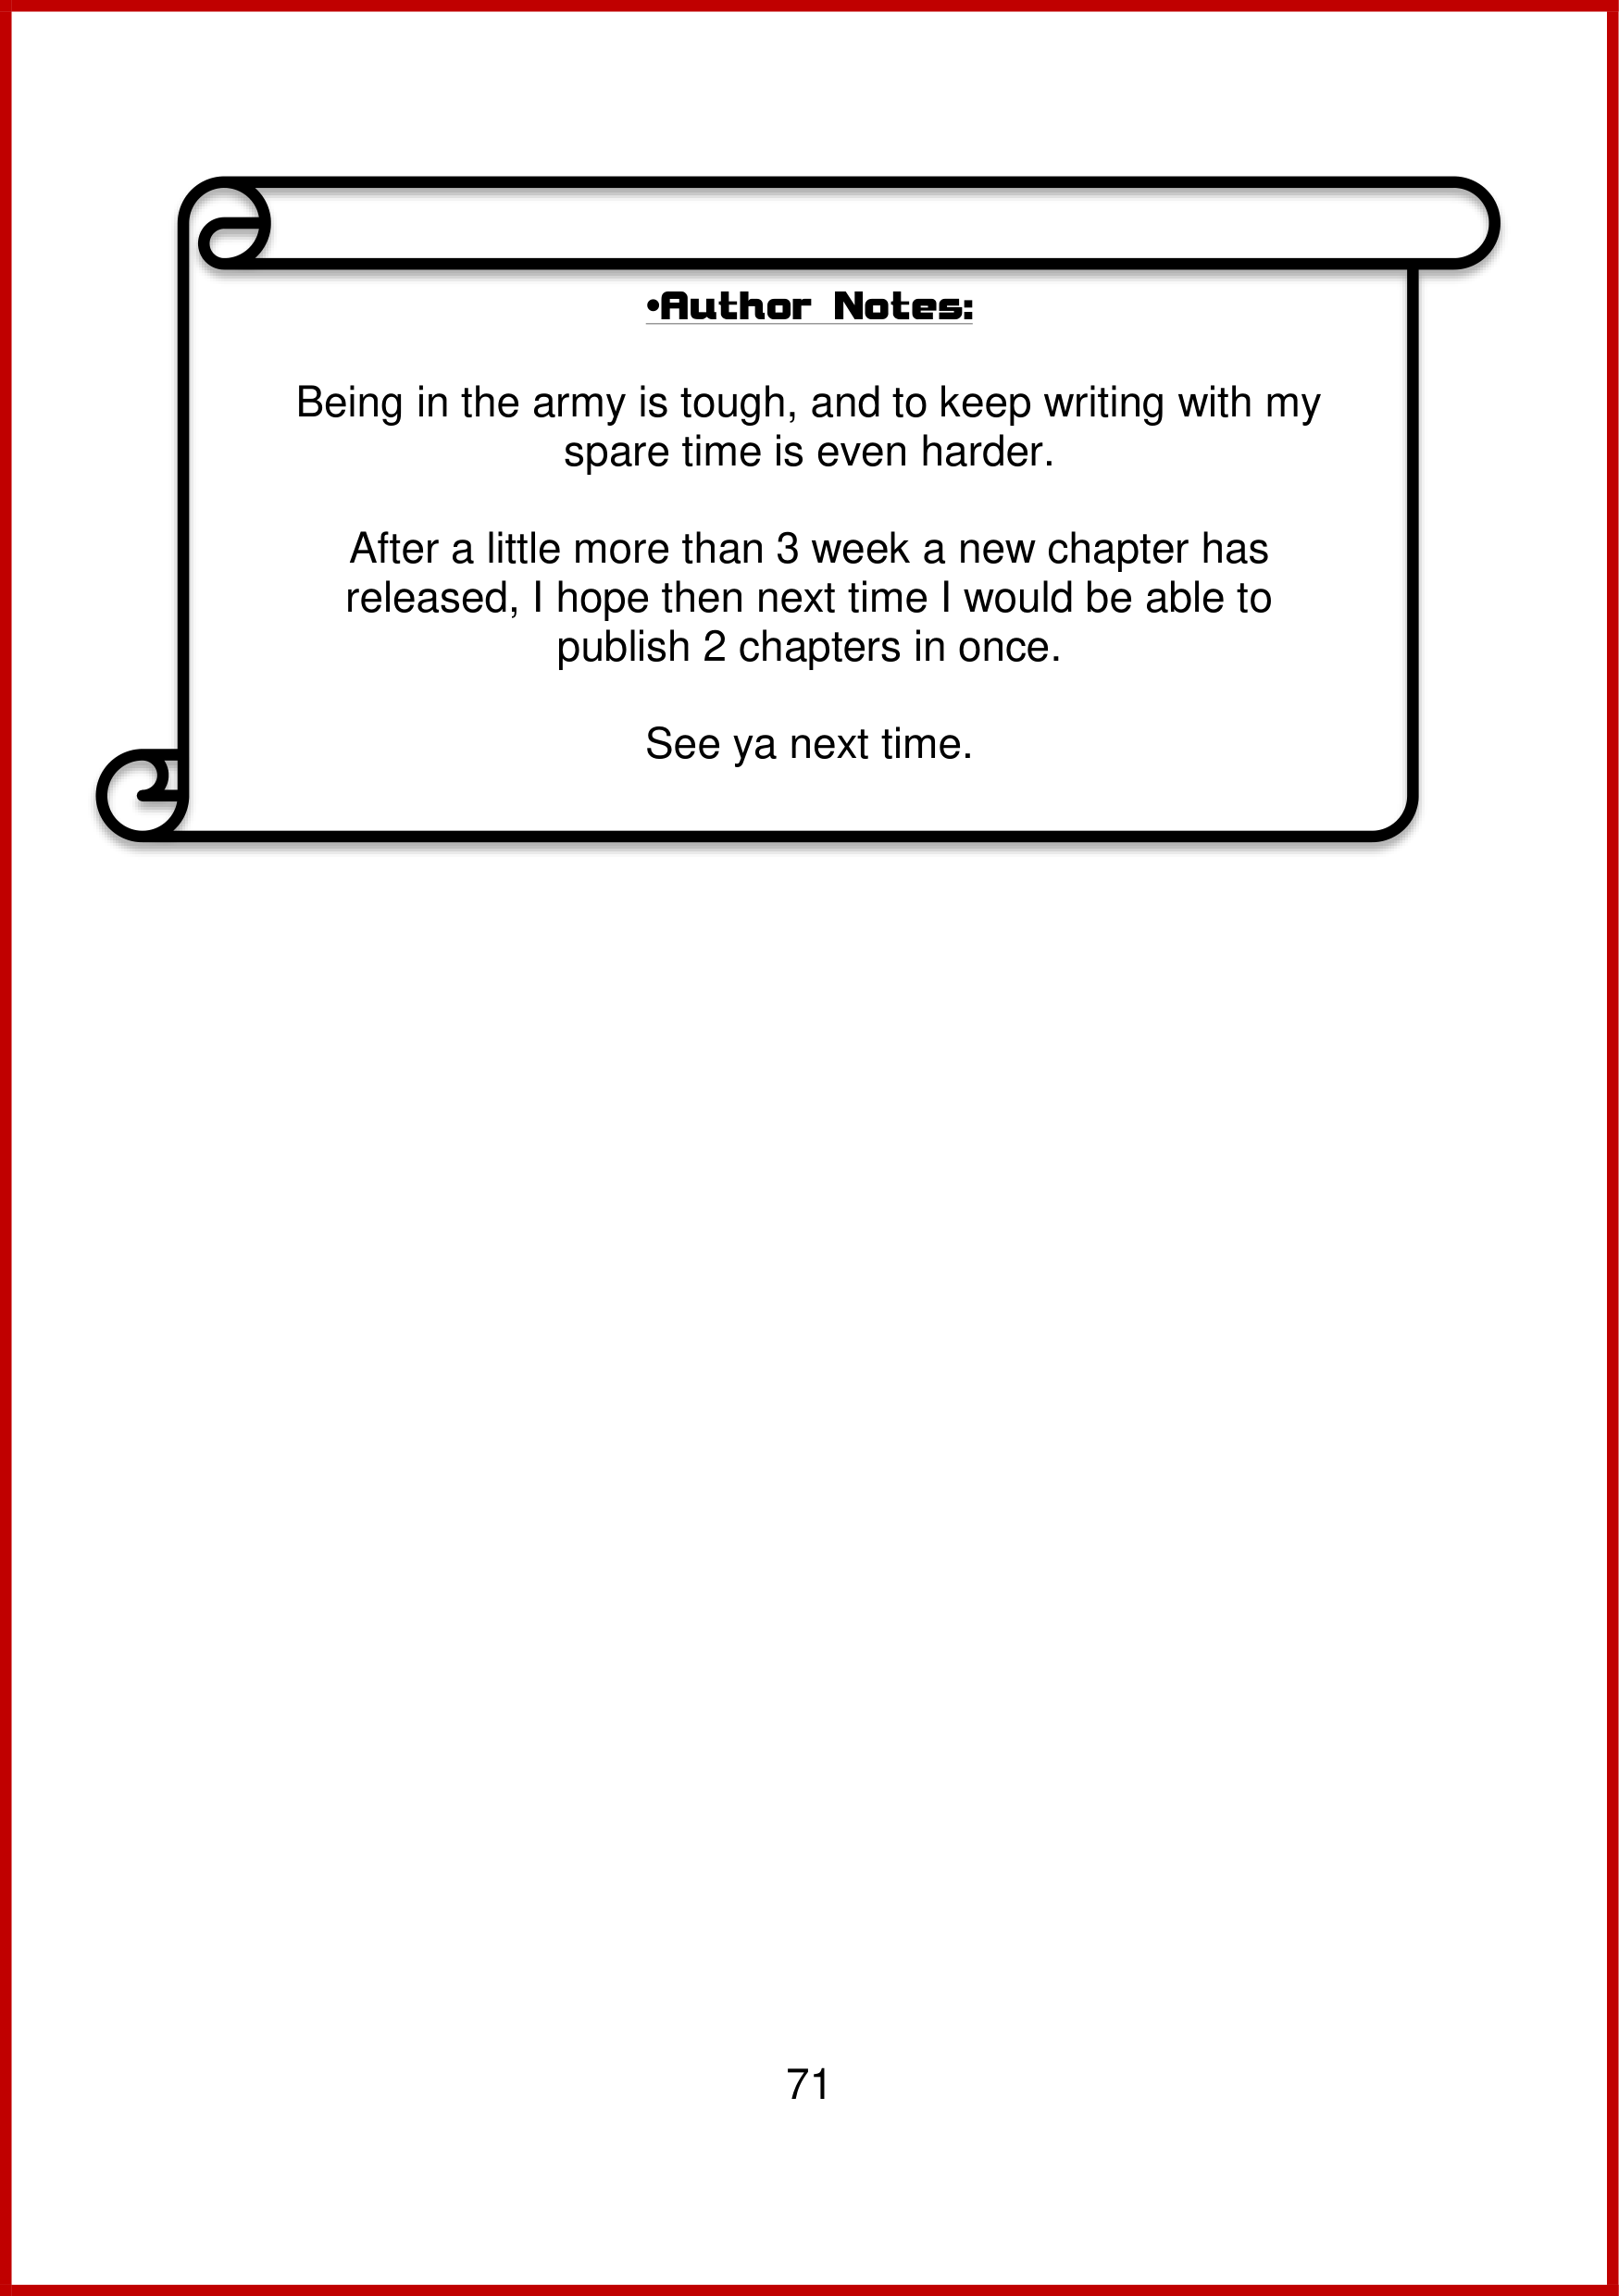 •Author Notes:
Being in the army is tough, and to keep writing with my
spare time is even harder.
After a little more than 3 week a new chapter has
released, I hope then next time I would be able to
publish 2 chapters in once.
See ya next time.
71